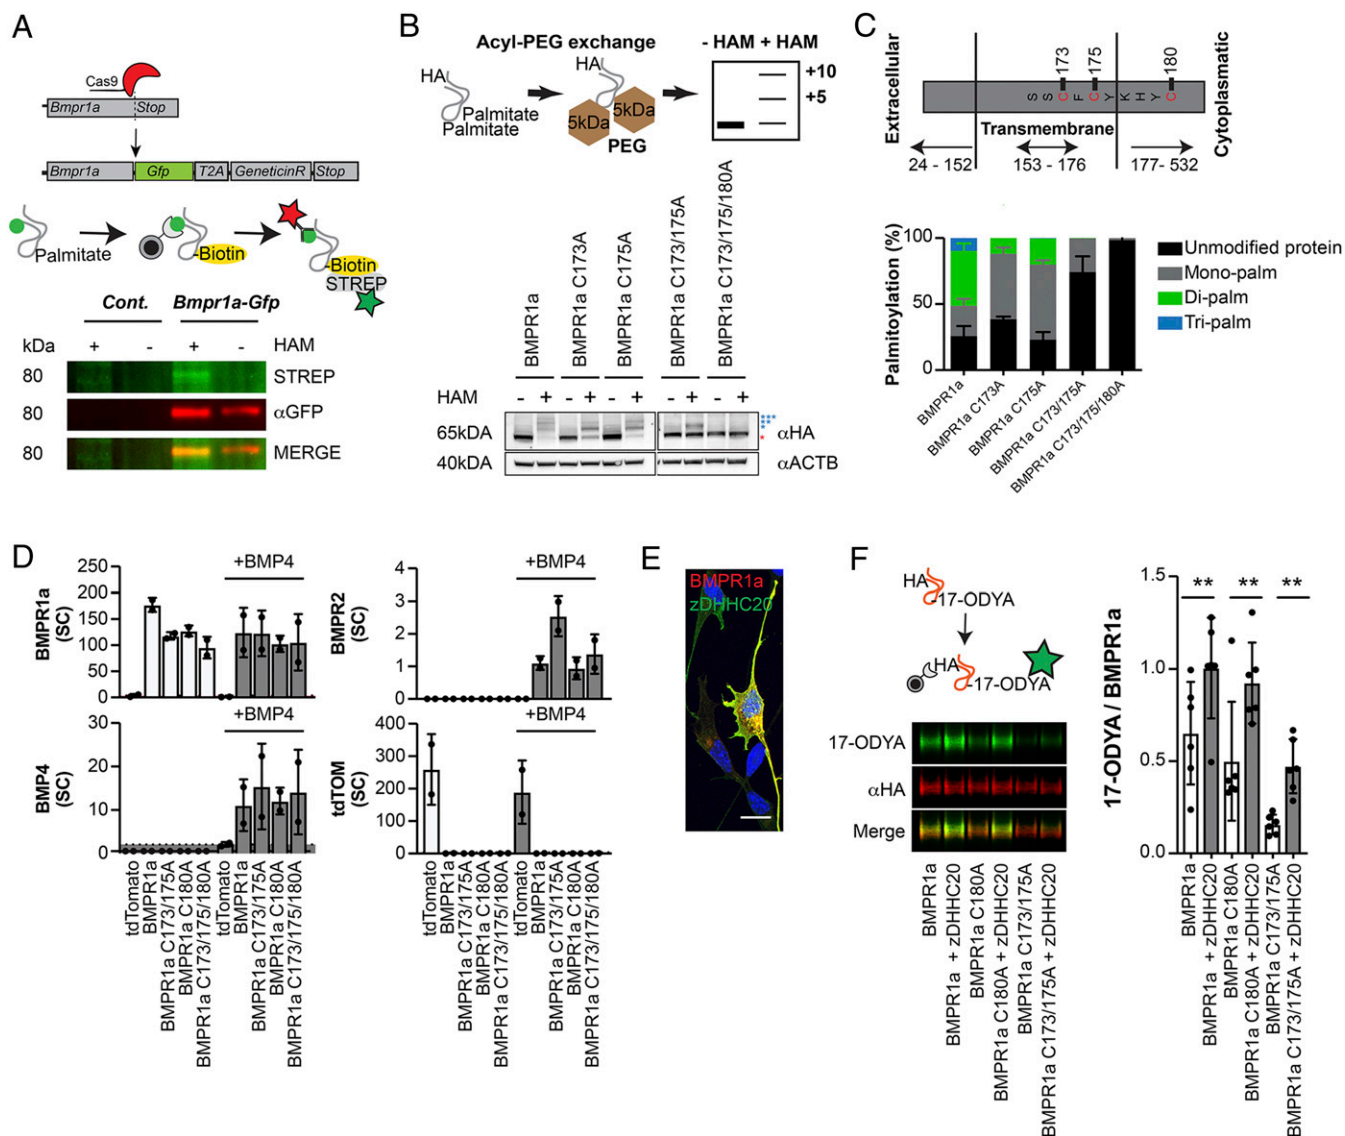 A
Cas9
Bmpr1a Stop
Bmpr1a Gfp T2A GeneticinR Stop
Palmitate
-Biotin
-Biotin
STREP
Cont. Bmpr1a-Gfp
kDa + - + - HAM
80 STREP
80 αGFP
80 MERGE
B
Acyl-PEG exchange
- HAM + HAM
HA
Palmitate
Palmitate
HA
5kDa 5kDa
PEG
+10
+5
BMPR1a
BMPR1a C173A
BMPR1a C175A
BMPR1a C173/175A
BMPR1a C173/175/180A
HAM - + - + - + - + - +
65kDA αHA
***
**
*
*
40kDA αACTB
C
Extracellular
173 175 180
S S C F C Y K H Y C
Cytoplasmatic
Transmembrane
24 - 152 153 - 176 177- 532
Palmitoylation (%)
100
50
0
Unmodified protein
Mono-palm
Di-palm
Tri-palm
BMPR1a
BMPR1a C173A
BMPR1a C175A
BMPR1a C173/175A
BMPR1a C173/175/180A
D
BMPR1a
(SC)
250
200
150
100
50
0
+BMP4
BMPR2
(SC)
4
3
2
1
0
+BMP4
BMP4
(SC)
30
20
10
0
+BMP4
tdTOM
(SC)
400
300
200
100
0
+BMP4
tdTomato
BMPR1a
BMPR1a C173/175A
BMPR1a C180A
BMPR1a C173/175/180A
tdTomato
BMPR1a
BMPR1a C173/175A
BMPR1a C180A
BMPR1a C173/175/180A
tdTomato
BMPR1a
BMPR1a C173/175A
BMPR1a C180A
BMPR1a C173/175/180A
tdTomato
BMPR1a
BMPR1a C173/175A
BMPR1a C180A
BMPR1a C173/175/180A
E
BMPR1a
zDHHC20
F
HA
-17-ODYA
HA
-17-ODYA
17-ODYA
αHA
Merge
BMPR1a
BMPR1a + zDHHC20
BMPR1a C180A
BMPR1a C180A + zDHHC20
BMPR1a C173/175A
BMPR1a C173/175A + zDHHC20
17-ODYA / BMPR1a
1.5
1.0
0.5
0.0
** ** **
BMPR1a
BMPR1a + zDHHC20
BMPR1a C180A
BMPR1a C180A + zDHHC20
BMPR1a C173/175A
BMPR1a C173/175A + zDHHC20